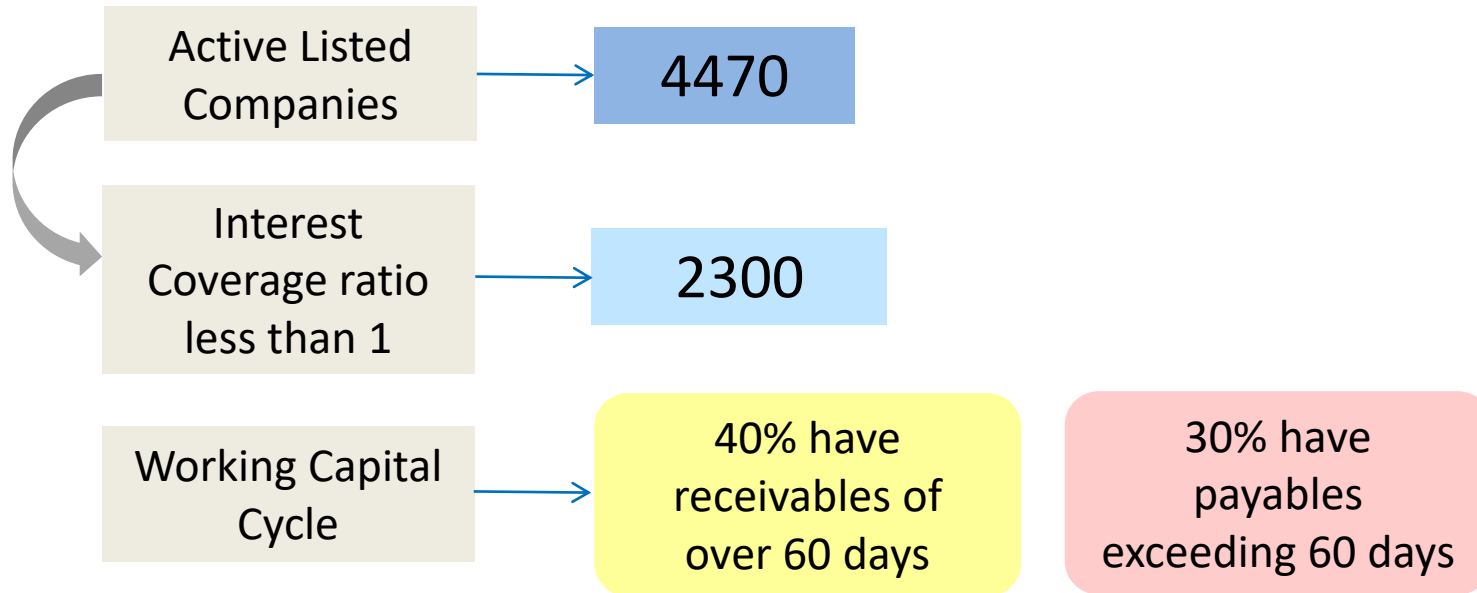 Active Listed
Companies
4470
Interest
Coverage ratio
less than 1
2300
Working Capital
Cycle
40% have
receivables of
over 60 days
30% have
payables
exceeding 60 days